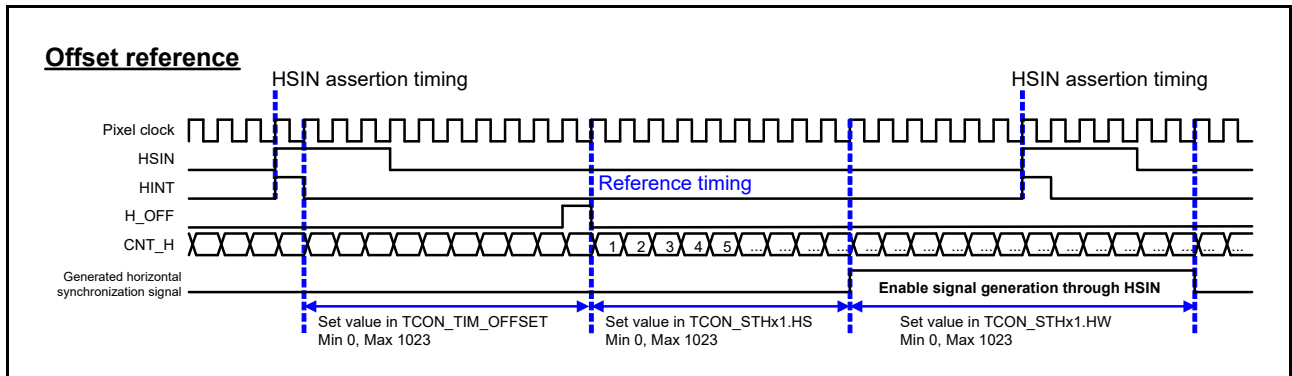 Offset reference
HSIN assertion timing HSIN assertion timing
Pixel clock
HSIN
HINT Reference timing
H_OFF
CNT_H 1 2 3 4 5 ... ... ... ... ... ... ... ... ... ... ... ... ... ... ... ... ... ...
Generated horizontal
synchronization signal
Enable signal generation through HSIN
Set value in TCON_TIM_OFFSET
Min 0, Max 1023
Set value in TCON_STHx1.HS
Min 0, Max 1023
Set value in TCON_STHx1.HW
Min 0, Max 1023